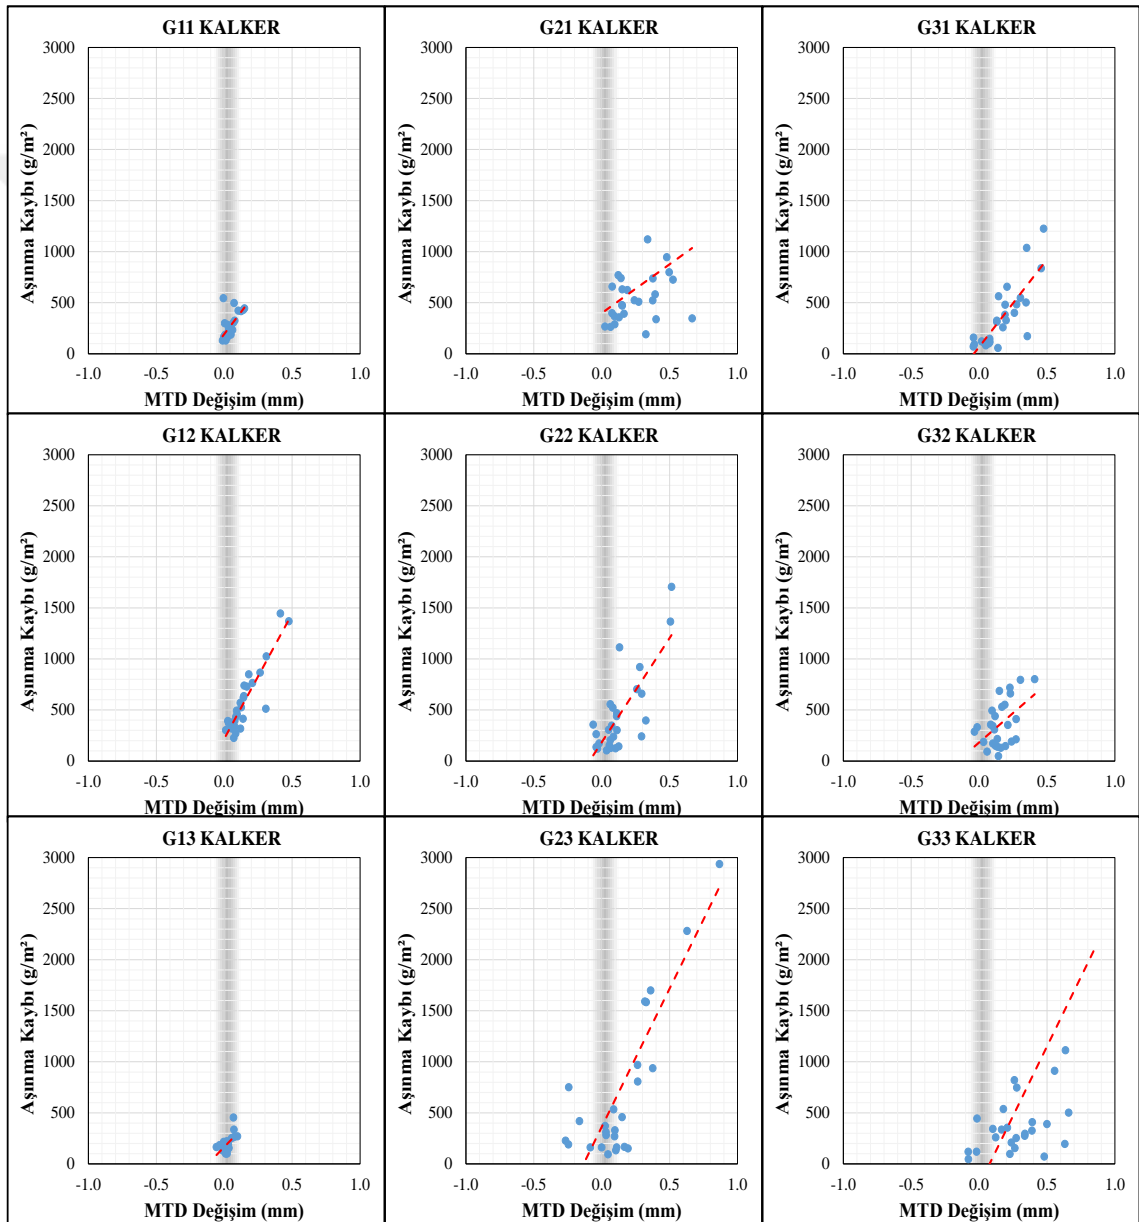 G11 KALKER
3000
2500
2000
1500
1000
500
0
-1.0 -0.5 0.0 0.5 1.0
Aşınma Kaybı (g/m²)
MTD Değişim (mm)
G21 KALKER
3000
2500
2000
1500
1000
500
0
-1.0 -0.5 0.0 0.5 1.0
Aşınma Kaybı (g/m²)
MTD Değişim (mm)
G31 KALKER
3000
2500
2000
1500
1000
500
0
-1.0 -0.5 0.0 0.5 1.0
Aşınma Kaybı (g/m²)
MTD Değişim (mm)
G12 KALKER
3000
2500
2000
1500
1000
500
0
-1.0 -0.5 0.0 0.5 1.0
Aşınma Kaybı (g/m²)
MTD Değişim (mm)
G22 KALKER
3000
2500
2000
1500
1000
500
0
-1.0 -0.5 0.0 0.5 1.0
Aşınma Kaybı (g/m²)
MTD Değişim (mm)
G32 KALKER
3000
2500
2000
1500
1000
500
0
-1.0 -0.5 0.0 0.5 1.0
Aşınma Kaybı (g/m²)
MTD Değişim (mm)
G13 KALKER
3000
2500
2000
1500
1000
500
0
-1.0 -0.5 0.0 0.5 1.0
Aşınma Kaybı (g/m²)
MTD Değişim (mm)
G23 KALKER
3000
2500
2000
1500
1000
500
0
-1.0 -0.5 0.0 0.5 1.0
Aşınma Kaybı (g/m²)
MTD Değişim (mm)
G33 KALKER
3000
2500
2000
1500
1000
500
0
-1.0 -0.5 0.0 0.5 1.0
Aşınma Kaybı (g/m²)
MTD Değişim (mm)